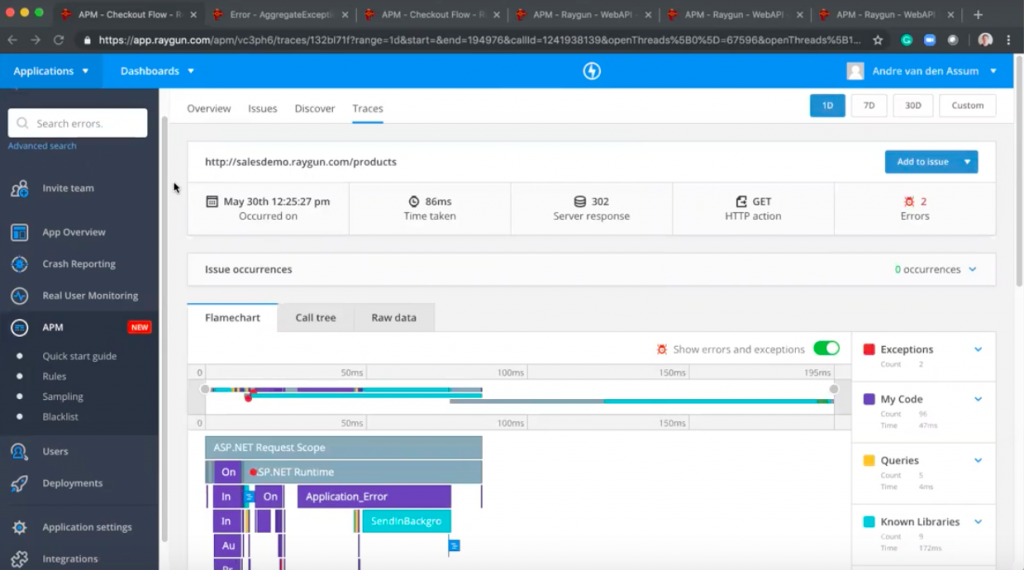 APM - Checkout Flow - R
Error - AggregateExcepti
APM - Checkout Flow - R
APM - Raygun - WebAPI
APM - Raygun - WebAPI
APM - Raygun - WebAPI
https://app.raygun.com/apm/vc3ph6/traces/132bl71f?range=1d&start=&end=194976&callId=1241938139&openThreads%5B0%5D=67596&openThreads%5B1...
Applications
Dashboards
Andre van den Assum
Search errors.
Advanced search
Invite team
App Overview
Crash Reporting
Real User Monitoring
APM
NEW
Quick start guide
Rules
Sampling
Blacklist
Users
Deployments
Application settings
Integrations
Overview Issues Discover Traces
1D 7D 30D Custom
http://salesdemo.raygun.com/products
Add to issue
May 30th 12:25:27 pm
Occurred on
86ms
Time taken
302
Server response
GET
HTTP action
2
Errors
Issue occurrences
0 occurrences
Flamechart Call tree Raw data
Show errors and exceptions
0 50ms 100ms 150ms 195ms
0 50ms 100ms 150ms
ASP.NET Request Scope
On SP.NET Runtime
In On Application_Error
In SendInBackgro
Au
Exceptions
Count 2
My Code
Count 96
Time 47ms
Queries
Count 5
Time 4ms
Known Libraries
Count 9
Time 172ms